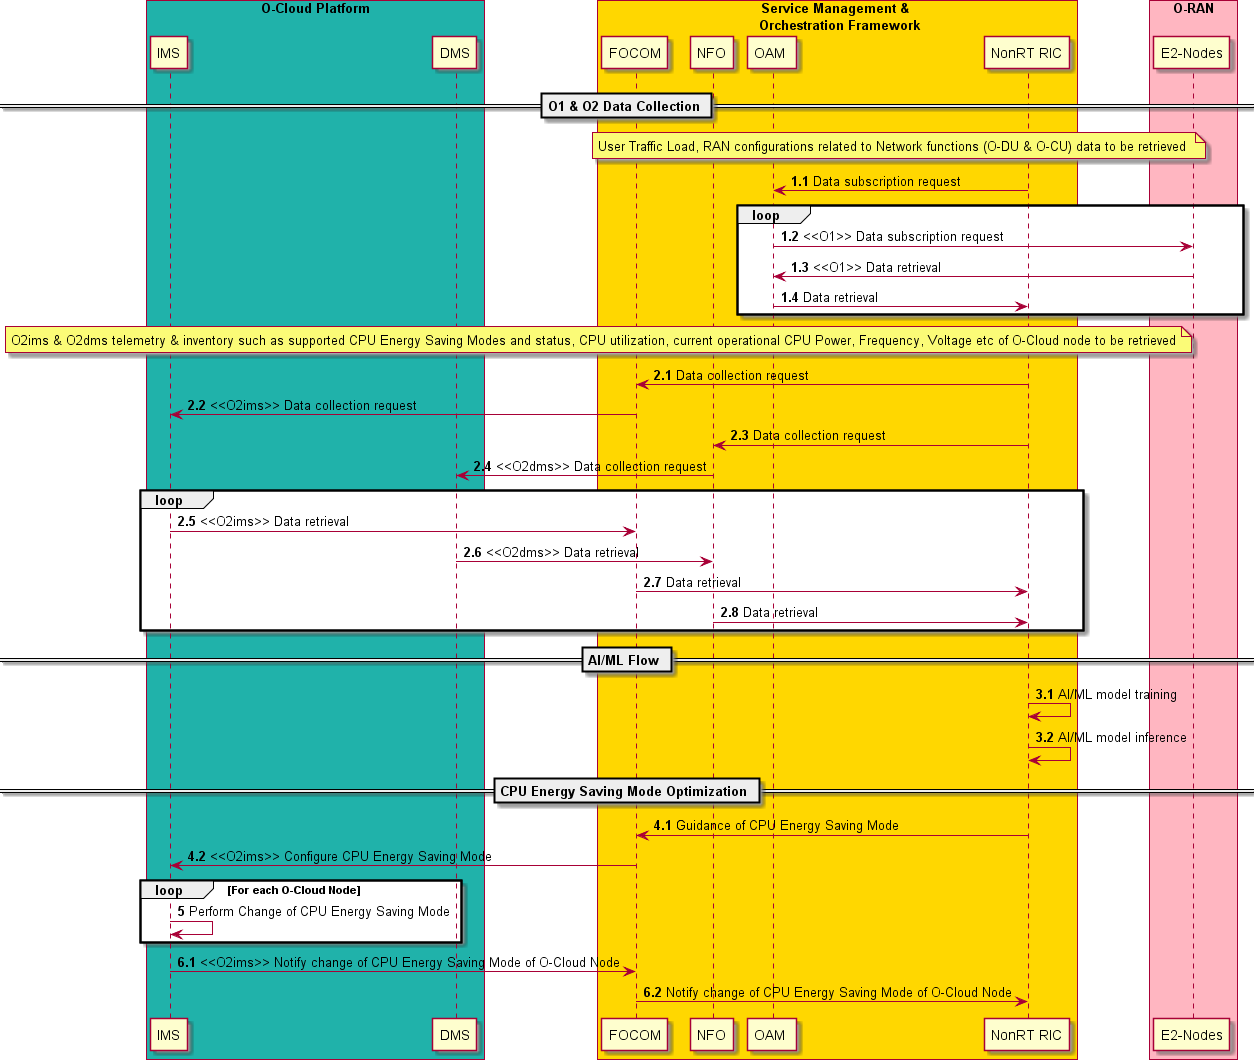 O-Cloud Platform
Service Management &
Orchestration Framework
O-RAN
IMS
DMS
FOCOM
NFO
OAM
NonRT RIC
E2-Nodes
O1 & O2 Data Collection
User Traffic Load, RAN configurations related to Network functions (O-DU & O-CU) data to be retrieved
1.1 Data subscription request
loop
1.2 <<O1>> Data subscription request
1.3 <<O1>> Data retrieval
1.4 Data retrieval
O2ims & O2dms telemetry & inventory such as supported CPU Energy Saving Modes and status, CPU utilization, current operational CPU Power, Frequency, Voltage etc of O-Cloud node to be retrieved
2.1 Data collection request
2.2 <<O2ims>> Data collection request
2.3 Data collection request
2.4 <<O2dms>> Data collection request
loop
2.5 <<O2ims>> Data retrieval
2.6 <<O2dms>> Data retrieval
2.7 Data retrieval
2.8 Data retrieval
AI/ML Flow
3.1 AI/ML model training
3.2 AI/ML model inference
CPU Energy Saving Mode Optimization
4.1 Guidance of CPU Energy Saving Mode
4.2 <<O2ims>> Configure CPU Energy Saving Mode
loop [For each O-Cloud Node]
5 Perform Change of CPU Energy Saving Mode
6.1 <<O2ims>> Notify change of CPU Energy Saving Mode of O-Cloud Node
6.2 Notify change of CPU Energy Saving Mode of O-Cloud Node
IMS
DMS
FOCOM
NFO
OAM
NonRT RIC
E2-Nodes